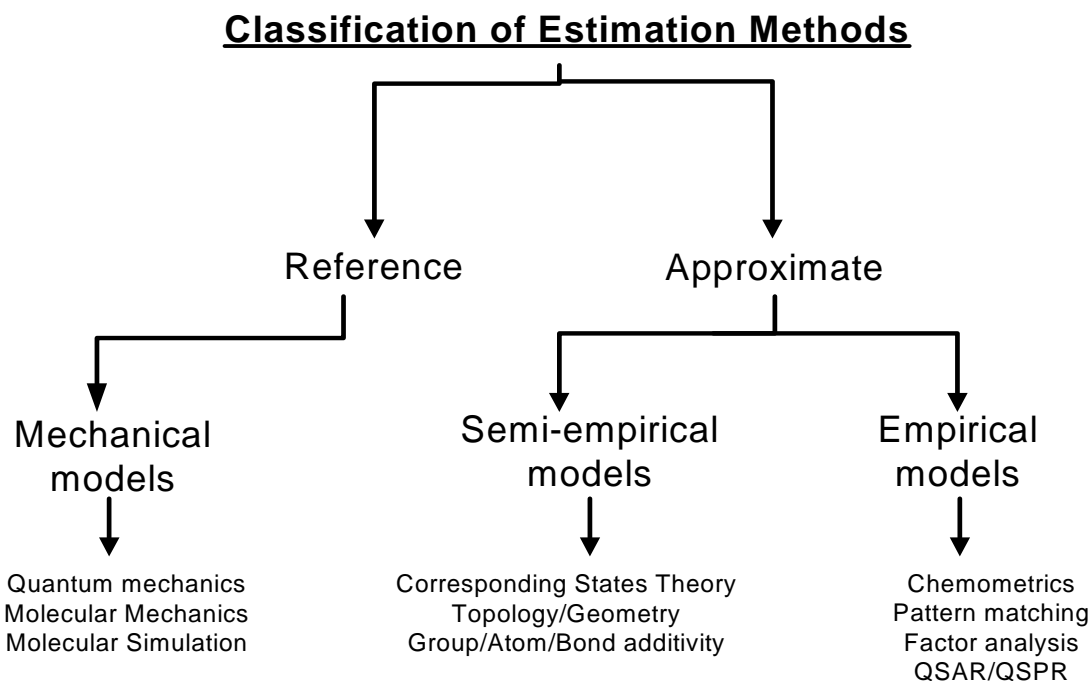 Classification of Estimation Methods
Reference
Approximate
Mechanical
models
Semi-empirical
models
Empirical
models
Quantum mechanics
Molecular Mechanics
Molecular Simulation
Corresponding States Theory
Topology/Geometry
Group/Atom/Bond additivity
Chemometrics
Pattern matching
Factor analysis
QSAR/QSPR